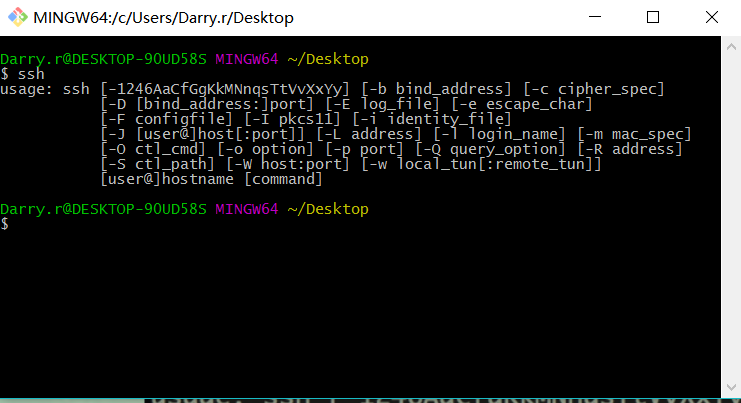 MINGW64:/c/Users/Darry.r/Desktop
Darry.r@DESKTOP-9OUD58S MINGW64 ~/Desktop
$ ssh
usage: ssh [-1246AaCfGgKkMNnqsTtVvXxYy] [-b bind_address] [-c cipher_spec]
           [-D [bind_address:]port] [-E log_file] [-e escape_char]
           [-F configfile] [-I pkcs11] [-i identity_file]
           [-J [user@]host[:port]] [-L address] [-l login_name] [-m mac_spec]
           [-O ctl_cmd] [-o option] [-p port] [-Q query_option] [-R address]
           [-S ctl_path] [-W host:port] [-w local_tun[:remote_tun]]
           [user@]hostname [command]
Darry.r@DESKTOP-9OUD58S MINGW64 ~/Desktop
$